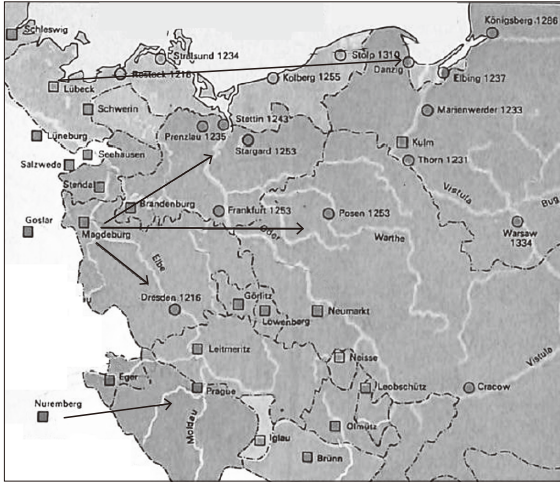 Königsberg 1286
Schleswig
Stralsund 1234
Stolp 1310
Danzig
Rostock 1218
Kolberg 1255
Elbing 1237
Lübeck
Schwerin
Stettin 1243
Marienwerder 1233
Prenzlau 1235
Lüneburg
Stargard 1253
Kulm
Seehausen
Thorn 1231
Salzwede
Stendal
Vistula
Bug
Brandenburg
Frankfurt 1253
Posen 1253
Goslar
Magdeburg
Oder
Warthe
Warsaw
1334
Elbe
Dresden 1216
Görlitz
Löwenberg
Neumarkt
Leitmeritz
Neisse
Vistula
Eger
Prague
Leobschütz
Cracow
Nuremberg
Moldau
Iglau
Olmütz
Brünn